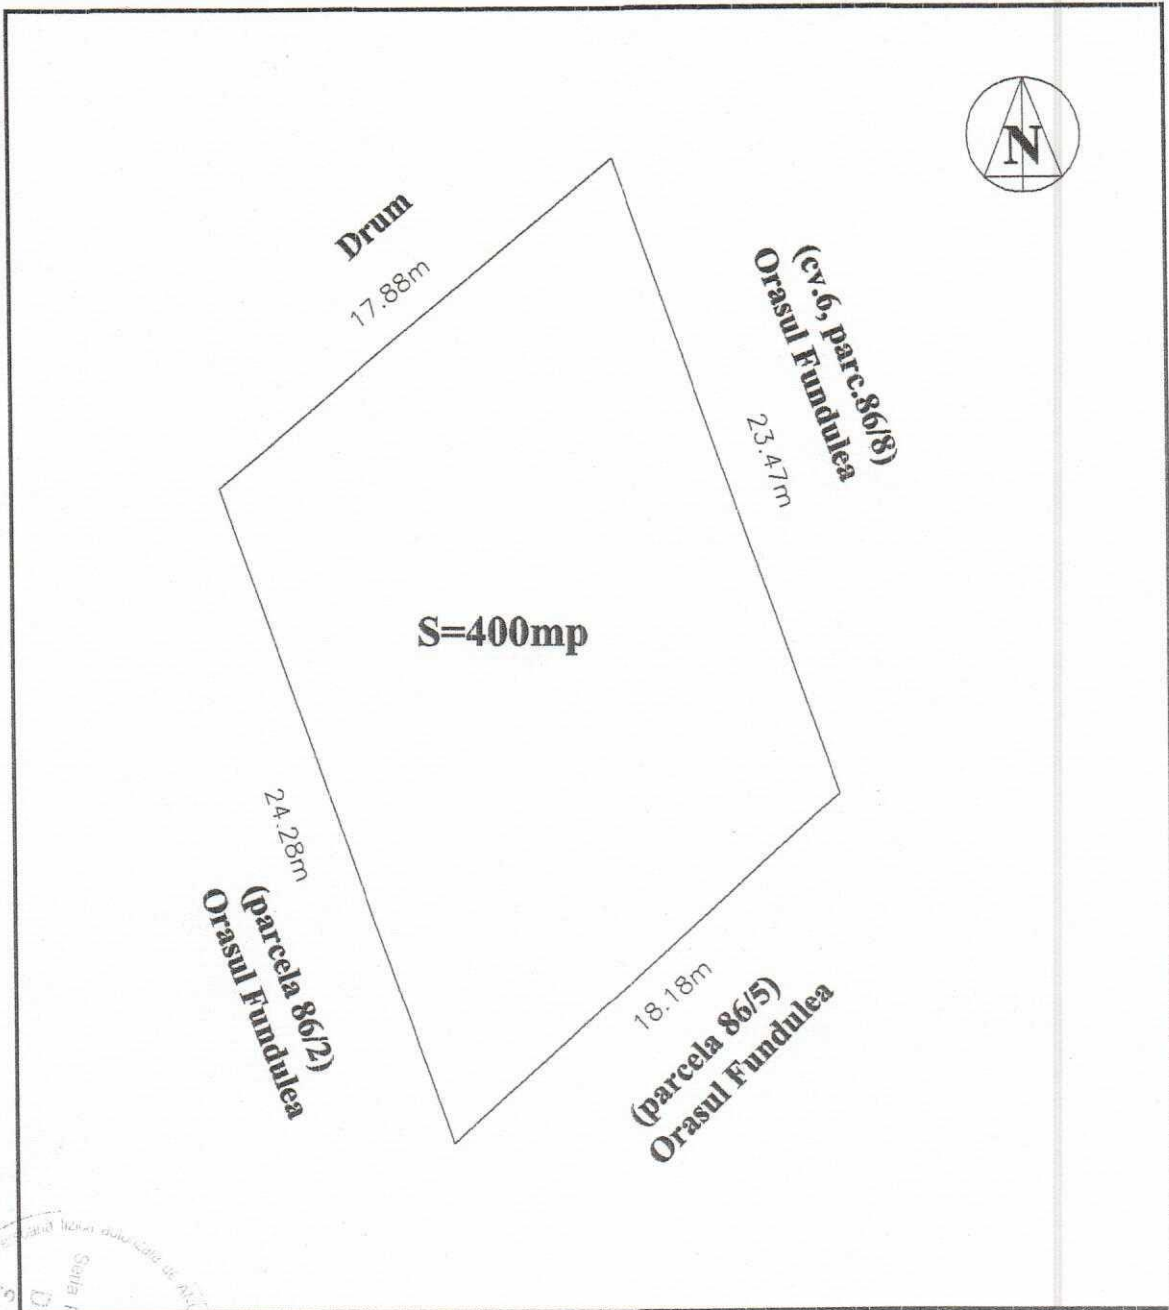 N
Drum
17.88m
(cv.6, parc.86/8)
Orasul Fundulea
23.47m
S=400mp
24.28m
(parcela 86/2)
Orasul Fundulea
18.18m
(parcela 86/5)
Orasul Fundulea
Seria